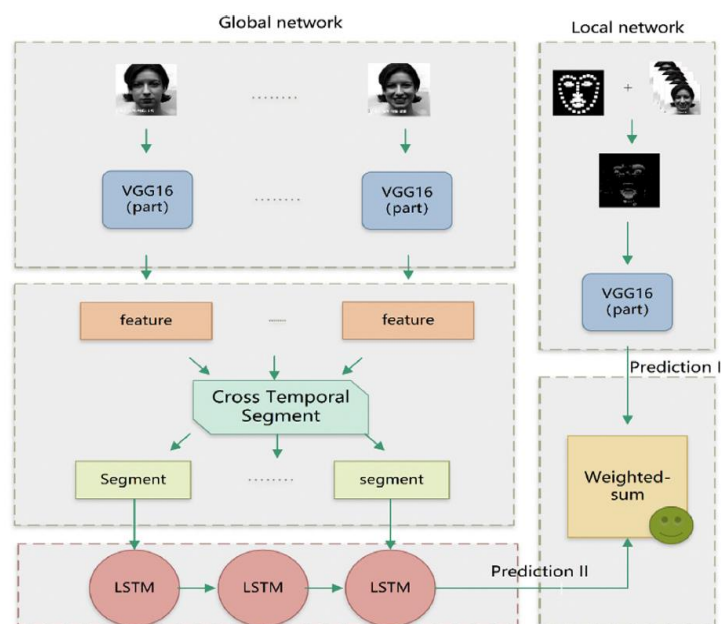 Global network
Local network
+
VGG16
(part)
VGG16
(part)
VGG16
(part)
feature
feature
Prediction I
Cross Temporal
Segment
Segment
segment
Weighted-
sum
LSTM
LSTM
LSTM
Prediction II